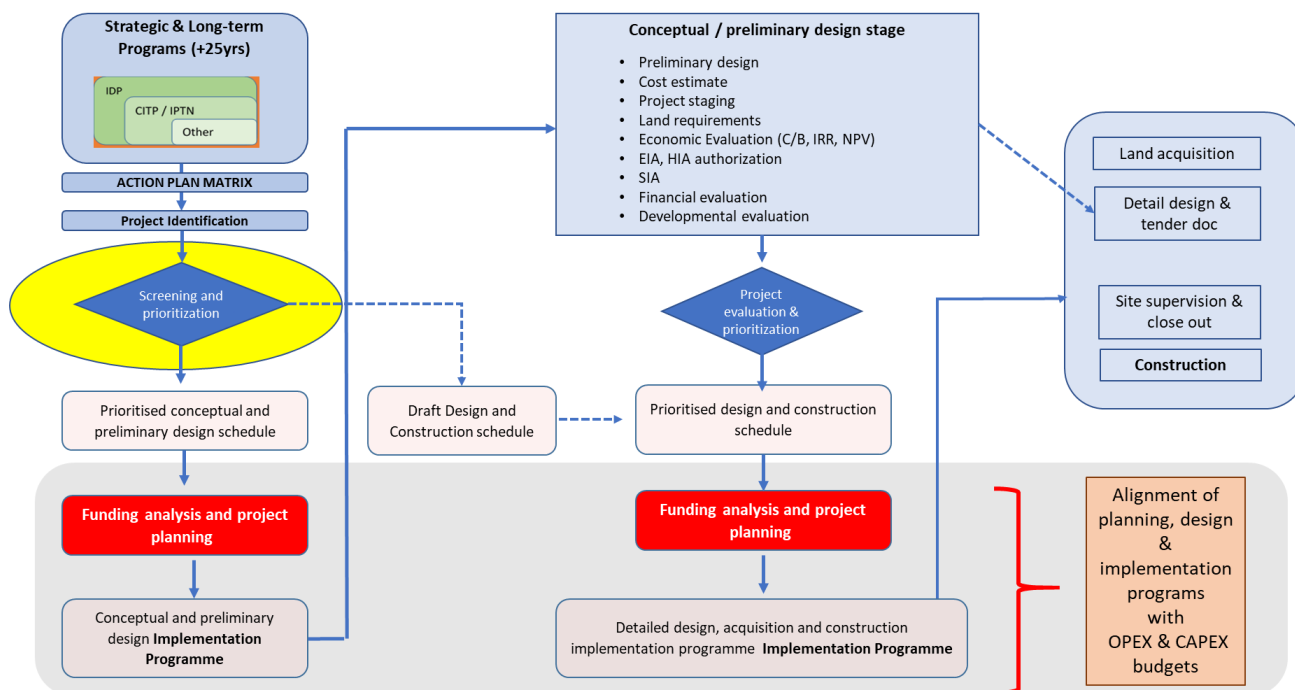 Strategic & Long-term
Programs (+25yrs)
IDP
CITP / IPTN
Other
ACTION PLAN MATRIX
Project Identification
Screening and
prioritization
Prioritised conceptual and
preliminary design schedule
Funding analysis and project
planning
Conceptual and preliminary
design Implementation
Programme
Draft Design and
Construction schedule
Conceptual / preliminary design stage
• Preliminary design
• Cost estimate
• Project staging
• Land requirements
• Economic Evaluation (C/B, IRR, NPV)
• EIA, HIA authorization
• SIA
• Financial evaluation
• Developmental evaluation
Project
evaluation &
prioritization
Prioritised design and construction
schedule
Funding analysis and project
planning
Detailed design, acquisition and construction
implementation programme Implementation Programme
Land acquisition
Detail design &
tender doc
Site supervision &
close out
Construction
Alignment of
planning, design
&
implementation
programs
with
OPEX & CAPEX
budgets